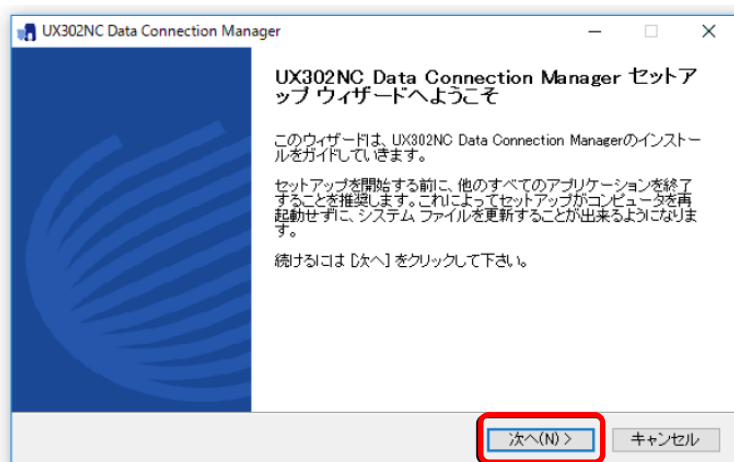 UX302NC Data Connection Manager
UX302NC Data Connection Manager セットア
ップ ウィザードへようこそ
このウィザードは、UX302NC Data Connection Managerのインストー
ルをガイドしていきます。
セットアップを開始する前に、他のすべてのアプリケーションを終了
することを推奨します。これによってセットアップがコンピュータを再
起動せずに、システム ファイルを更新することが出来るようになりま
す。
続けるには [次へ] をクリックして下さい。
次へ(N) >
キャンセル